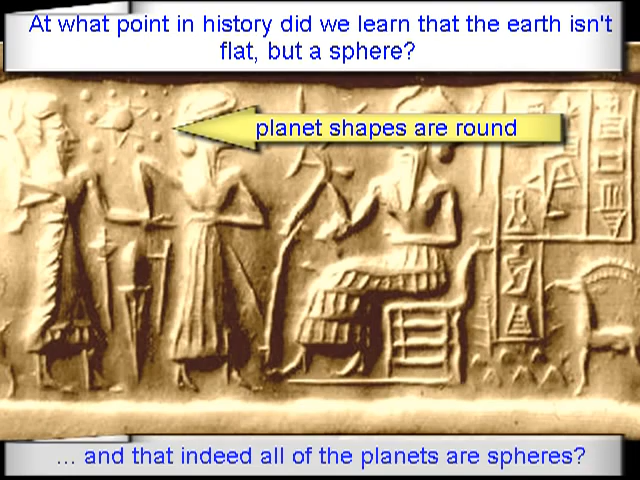 At what point in history did we learn that the earth isn't
flat, but a sphere?
planet shapes are round
... and that indeed all of the planets are spheres?